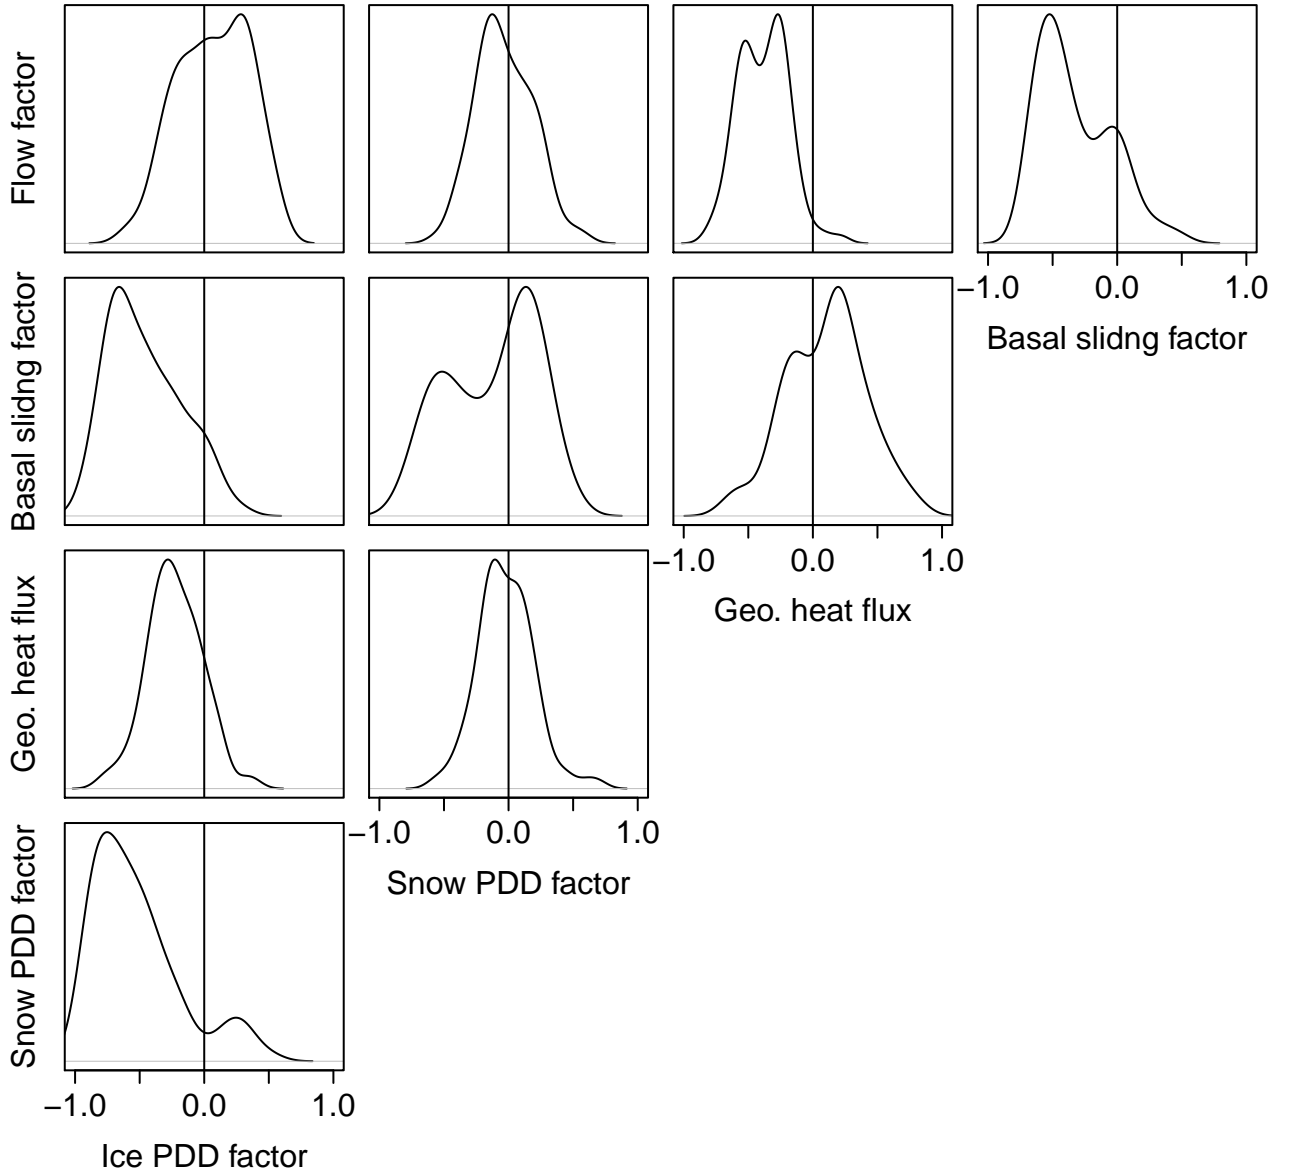 Flow factor
−1.0 0.0 1.0
Basal slidng factor
Basal slidng factor
−1.0 0.0 1.0
Geo. heat flux
Geo. heat flux
−1.0 0.0 1.0
Snow PDD factor
Snow PDD factor
−1.0 0.0 1.0
Ice PDD factor